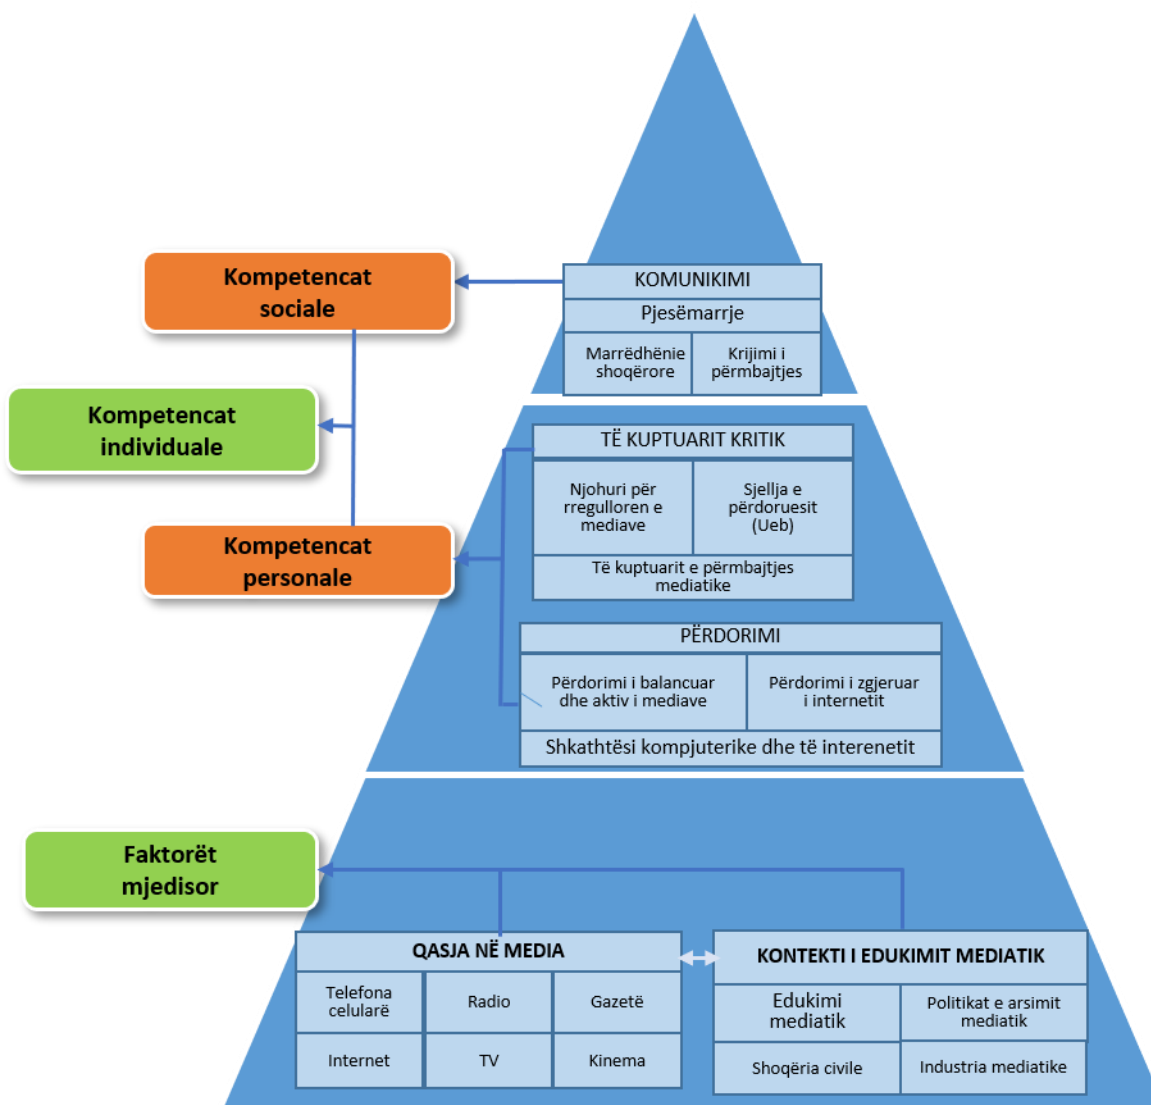 Kompetencat
sociale
KOMUNIKIMI
Pjesëmarrje
Marrëdhënie
shoqërore
Krijimi i
përmbajtjes
Kompetencat
individuale
TË KUPTUARIT KRITIK
Njohuri për
rregulloren e
mediave
Sjellja e
përdoruesit
(Ueb)
Të kuptuarit e përmbajtjes
mediatike
Kompetencat
personale
PËRDORIMI
Përdorimi i balancuar
dhe aktiv i mediave
Përdorimi i zgjeruar
i internetit
Shkathtësi kompjuterike dhe të interenetit
Faktorët
mjedisor
QASJA NË MEDIA
Telefona
celularë
Radio
Gazetë
Internet
TV
Kinema
KONTEKTI I EDUKIMIT MEDIATIK
Edukimi
mediatik
Politikat e arsimit
mediatik
Shoqëria civile
Industria mediatike